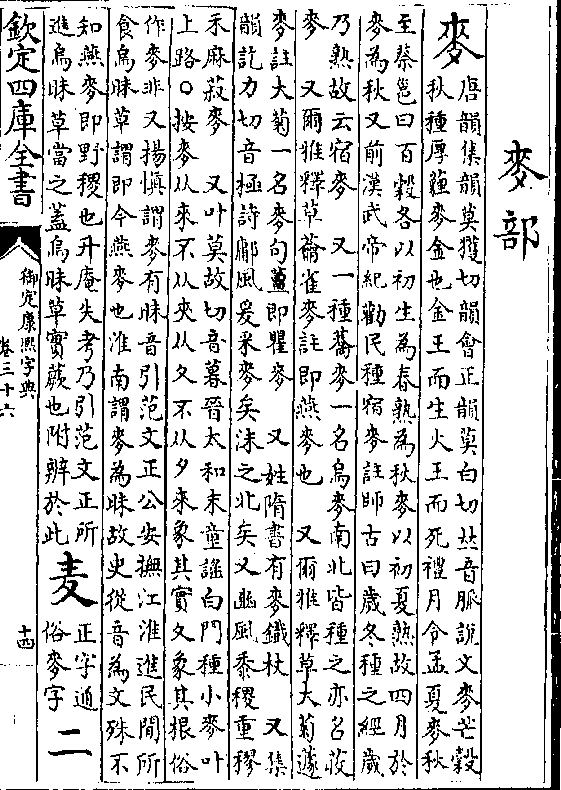 麥部
麥
唐韻集韻莫獲切韻會正韻莫白切𠀤音脈說文麥芒穀
秋種厚薶麥金也金王而生火王而死禮月令孟夏麥秋
至蔡邕曰百穀各以初生為春熟為秋麥以初夏熟故四月於
麥為秋又前漢武帝紀勸民種宿麥註師古曰歲冬種之經歲
乃熟故云宿麥 又一種蕎麥一名烏麥南北皆種之亦名荍
麥 又爾雅釋草蘥雀麥註即燕麥也 又爾雅釋草大菊蘧
麥註大菊一名麥句薑即瞿麥 又姓隋書有麥鐵杖 又集
韻訖力切音極詩鄘風爰采麥矣沬之北矣又豳風黍稷重穋
禾麻菽麥 又叶莫故切音暮晉太和末童謠白門種小麥叶
上路○按麥从來不从夾从夂不从夕來象其實夂象其根俗
作麥非又揚慎謂麥有昧音引范文正公安撫江淮進民間所
食烏昧草謂即今燕麥也淮南謂麥為昧故史從音為文殊不
知燕麥即野稷也升庵失考乃引范文正所
進烏昧草當之蓋烏昧草實蕨也附辨於此
麦
正字通
俗麥字
二
欽定四庫全書
御定康熙字典
卷三十六
十四